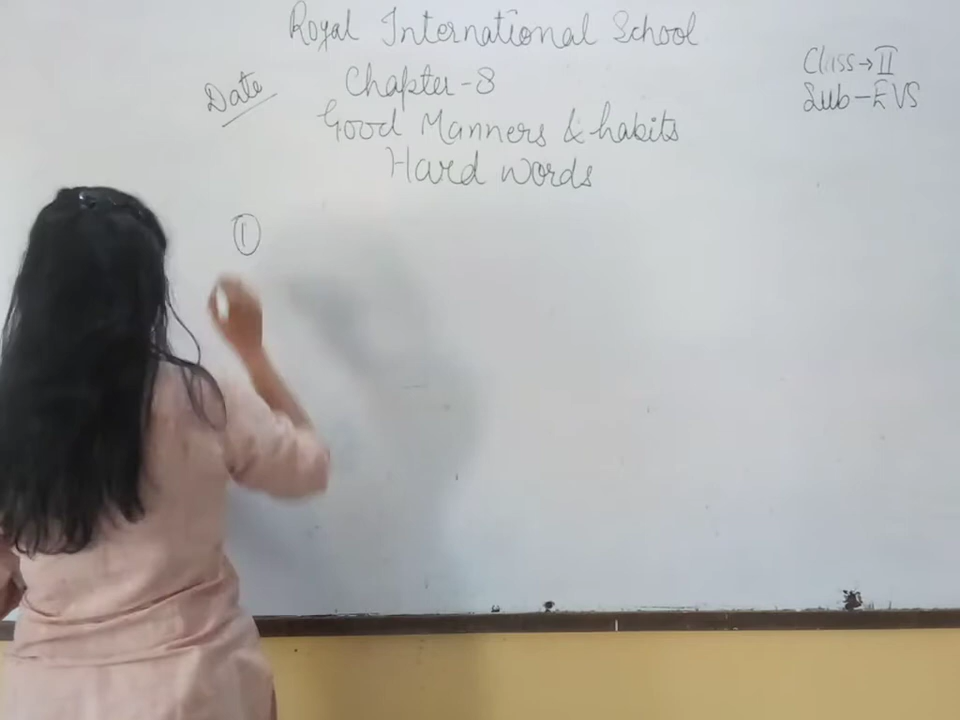 Royal International School
Class→II
Date
Chapter-8
Sub-EVS
Good Manners & habits
Hard words
①